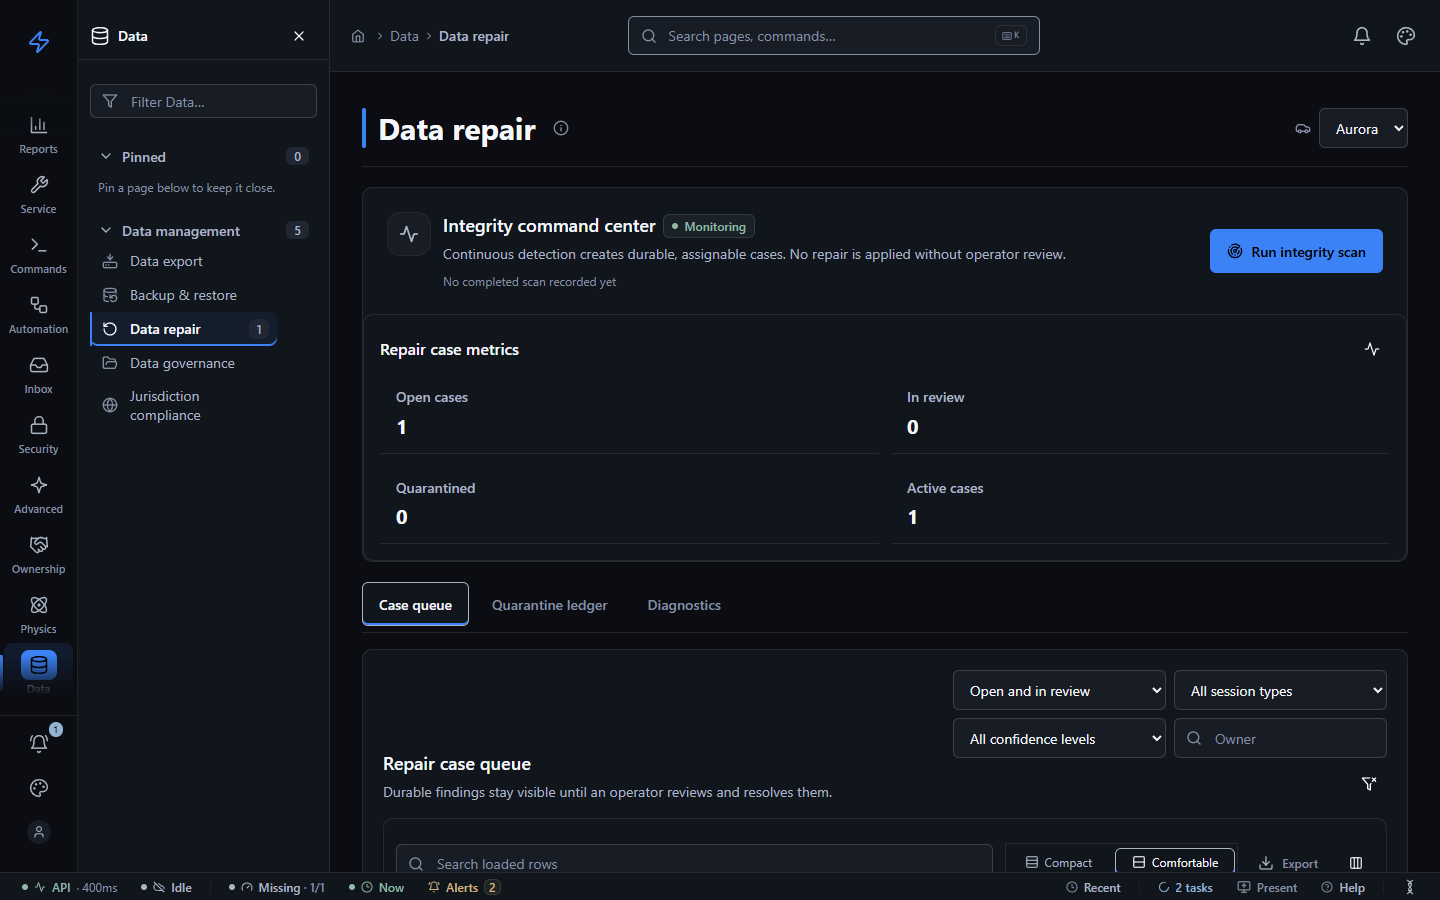 Data
Data
Data repair
Search pages, commands...
K
Filter Data...
Pinned
0
Pin a page below to keep it close.
Data management
5
Data export
Backup & restore
Data repair
1
Data governance
Jurisdiction
compliance
Reports
Service
Commands
Automation
Inbox
Security
Advanced
Ownership
Physics
Data
1
Data repair
Aurora
Integrity command center
Monitoring
Continuous detection creates durable, assignable cases. No repair is applied without operator review.
No completed scan recorded yet
Run integrity scan
Repair case metrics
Open cases
1
In review
0
Quarantined
0
Active cases
1
Case queue
Quarantine ledger
Diagnostics
Open and in review
All session types
All confidence levels
Owner
Repair case queue
Durable findings stay visible until an operator reviews and resolves them.
Search loaded rows
Compact
Comfortable
Export
API · 400ms
Idle
Missing · 1/1
Now
Alerts 2
Recent
2 tasks
Present
Help